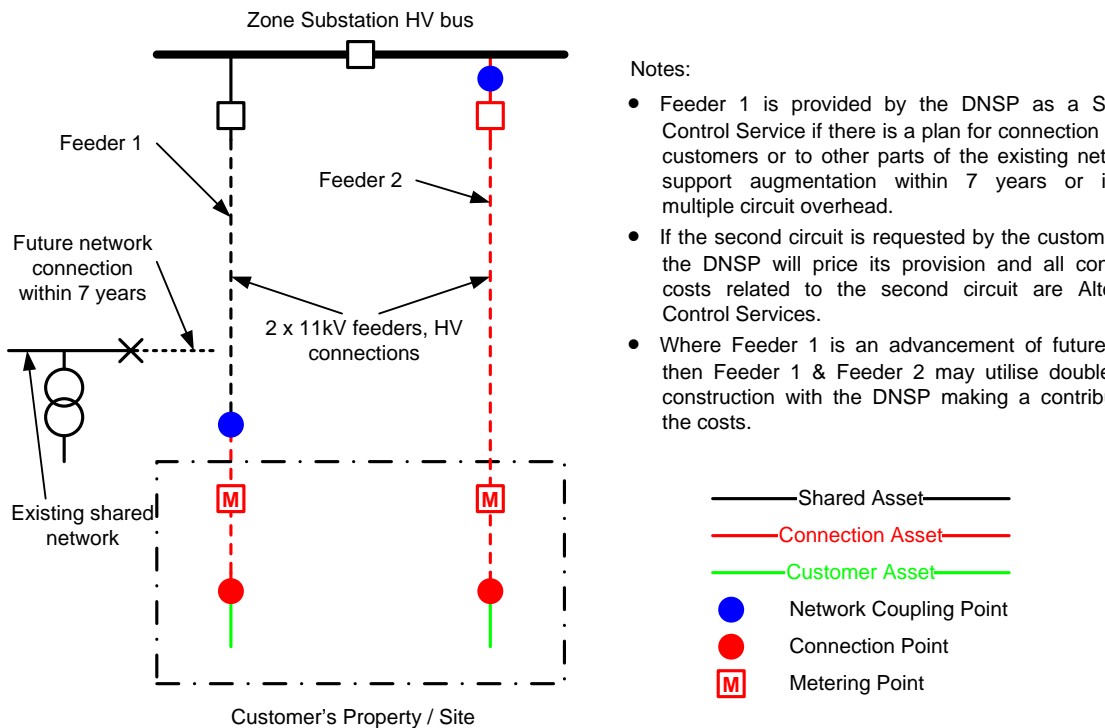 Zone Substation HV bus
Feeder 1
Feeder 2
Future network
connection
within 7 years
2 x 11kV feeders, HV
connections
Existing shared
network
M
M
Customer's Property / Site
Notes:
• Feeder 1 is provided by the DNSP as a S
Control Service if there is a plan for connection
customers or to other parts of the existing net
support augmentation within 7 years or i
multiple circuit overhead.
• If the second circuit is requested by the custom
the DNSP will price its provision and all con
costs related to the second circuit are Alt
Control Services.
• Where Feeder 1 is an advancement of future
then Feeder 1 & Feeder 2 may utilise double
construction with the DNSP making a contrib
the costs.
Shared Asset
Connection Asset
Customer Asset
Network Coupling Point
Connection Point
M Metering Point